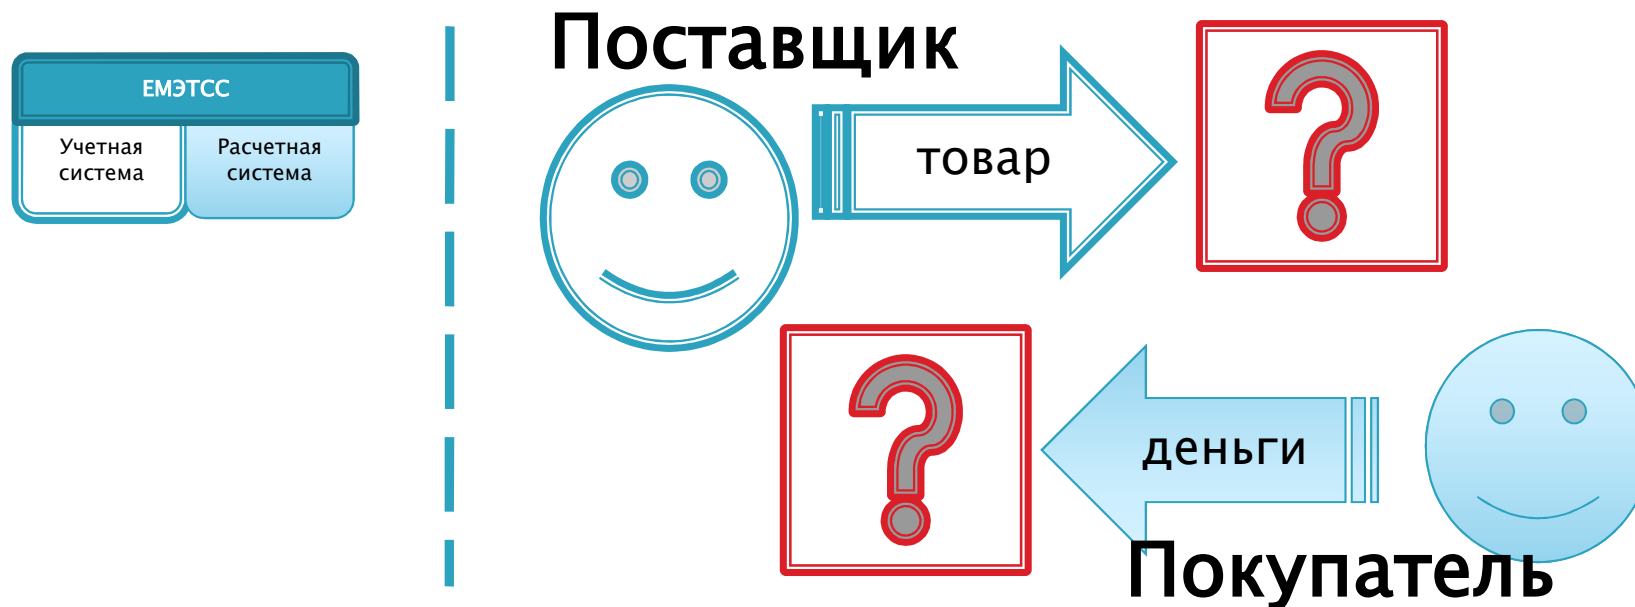 ЕМЭТСС
Учетная
система
Расчетная
система
Поставщик
товар
?
?
деньги
Покупатель